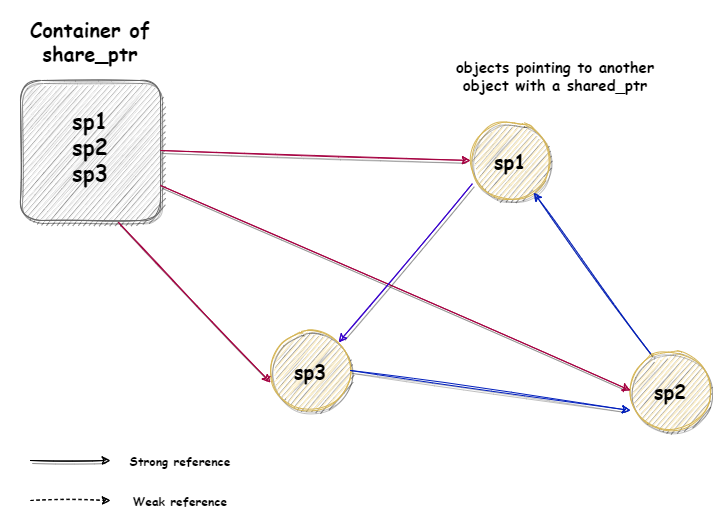 Container of
share_ptr
objects pointing to another
object with a shared_ptr
sp1
sp2
sp3
sp1
sp3
sp2
Strong reference
Weak reference